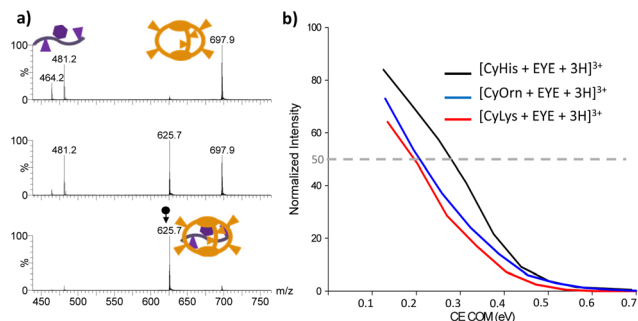 a)
100
%
0
464.2
481.2
697.9
100
%
0
481.2
625.7
697.9
100
%
0
625.7
450 500 550 600 650 700 750 m/z
b)
Normalized Intensity
100
80
60
50
40
20
0
[CyHis + EYE + 3H]³⁺
[CyOrn + EYE + 3H]³⁺
[CyLys + EYE + 3H]³⁺
0.1 0.2 0.3 0.4 0.5 0.6 0.7
CE COM (eV)